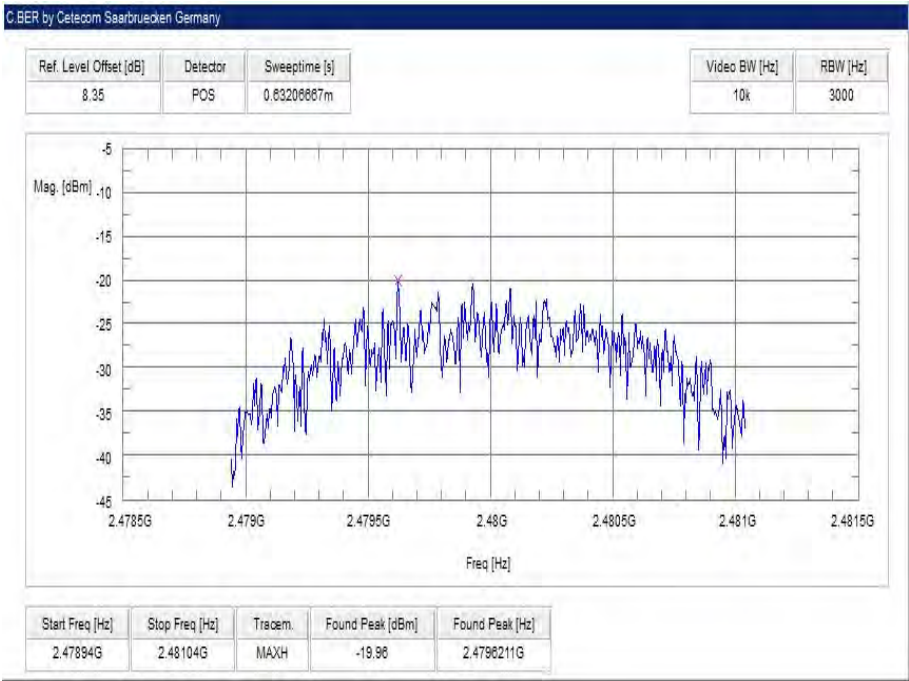 C.BER by Cetecom Saarbruecken Germany
Ref. Level Offset [dB] Detector Sweeptime [s] Video BW [Hz] RBW [Hz]
8.35 POS 0.63206667m 10k 3000
-5
Mag. [dBm] -10
-15
-20
-25
-30
-35
-40
-45
2.4785G 2.479G 2.4795G 2.48G 2.4805G 2.481G 2.4815G
Freq [Hz]
Start Freq [Hz] Stop Freq [Hz] Tracem. Found Peak [dBm] Found Peak [Hz]
2.47894G 2.48104G MAXH -19.96 2.4796211G